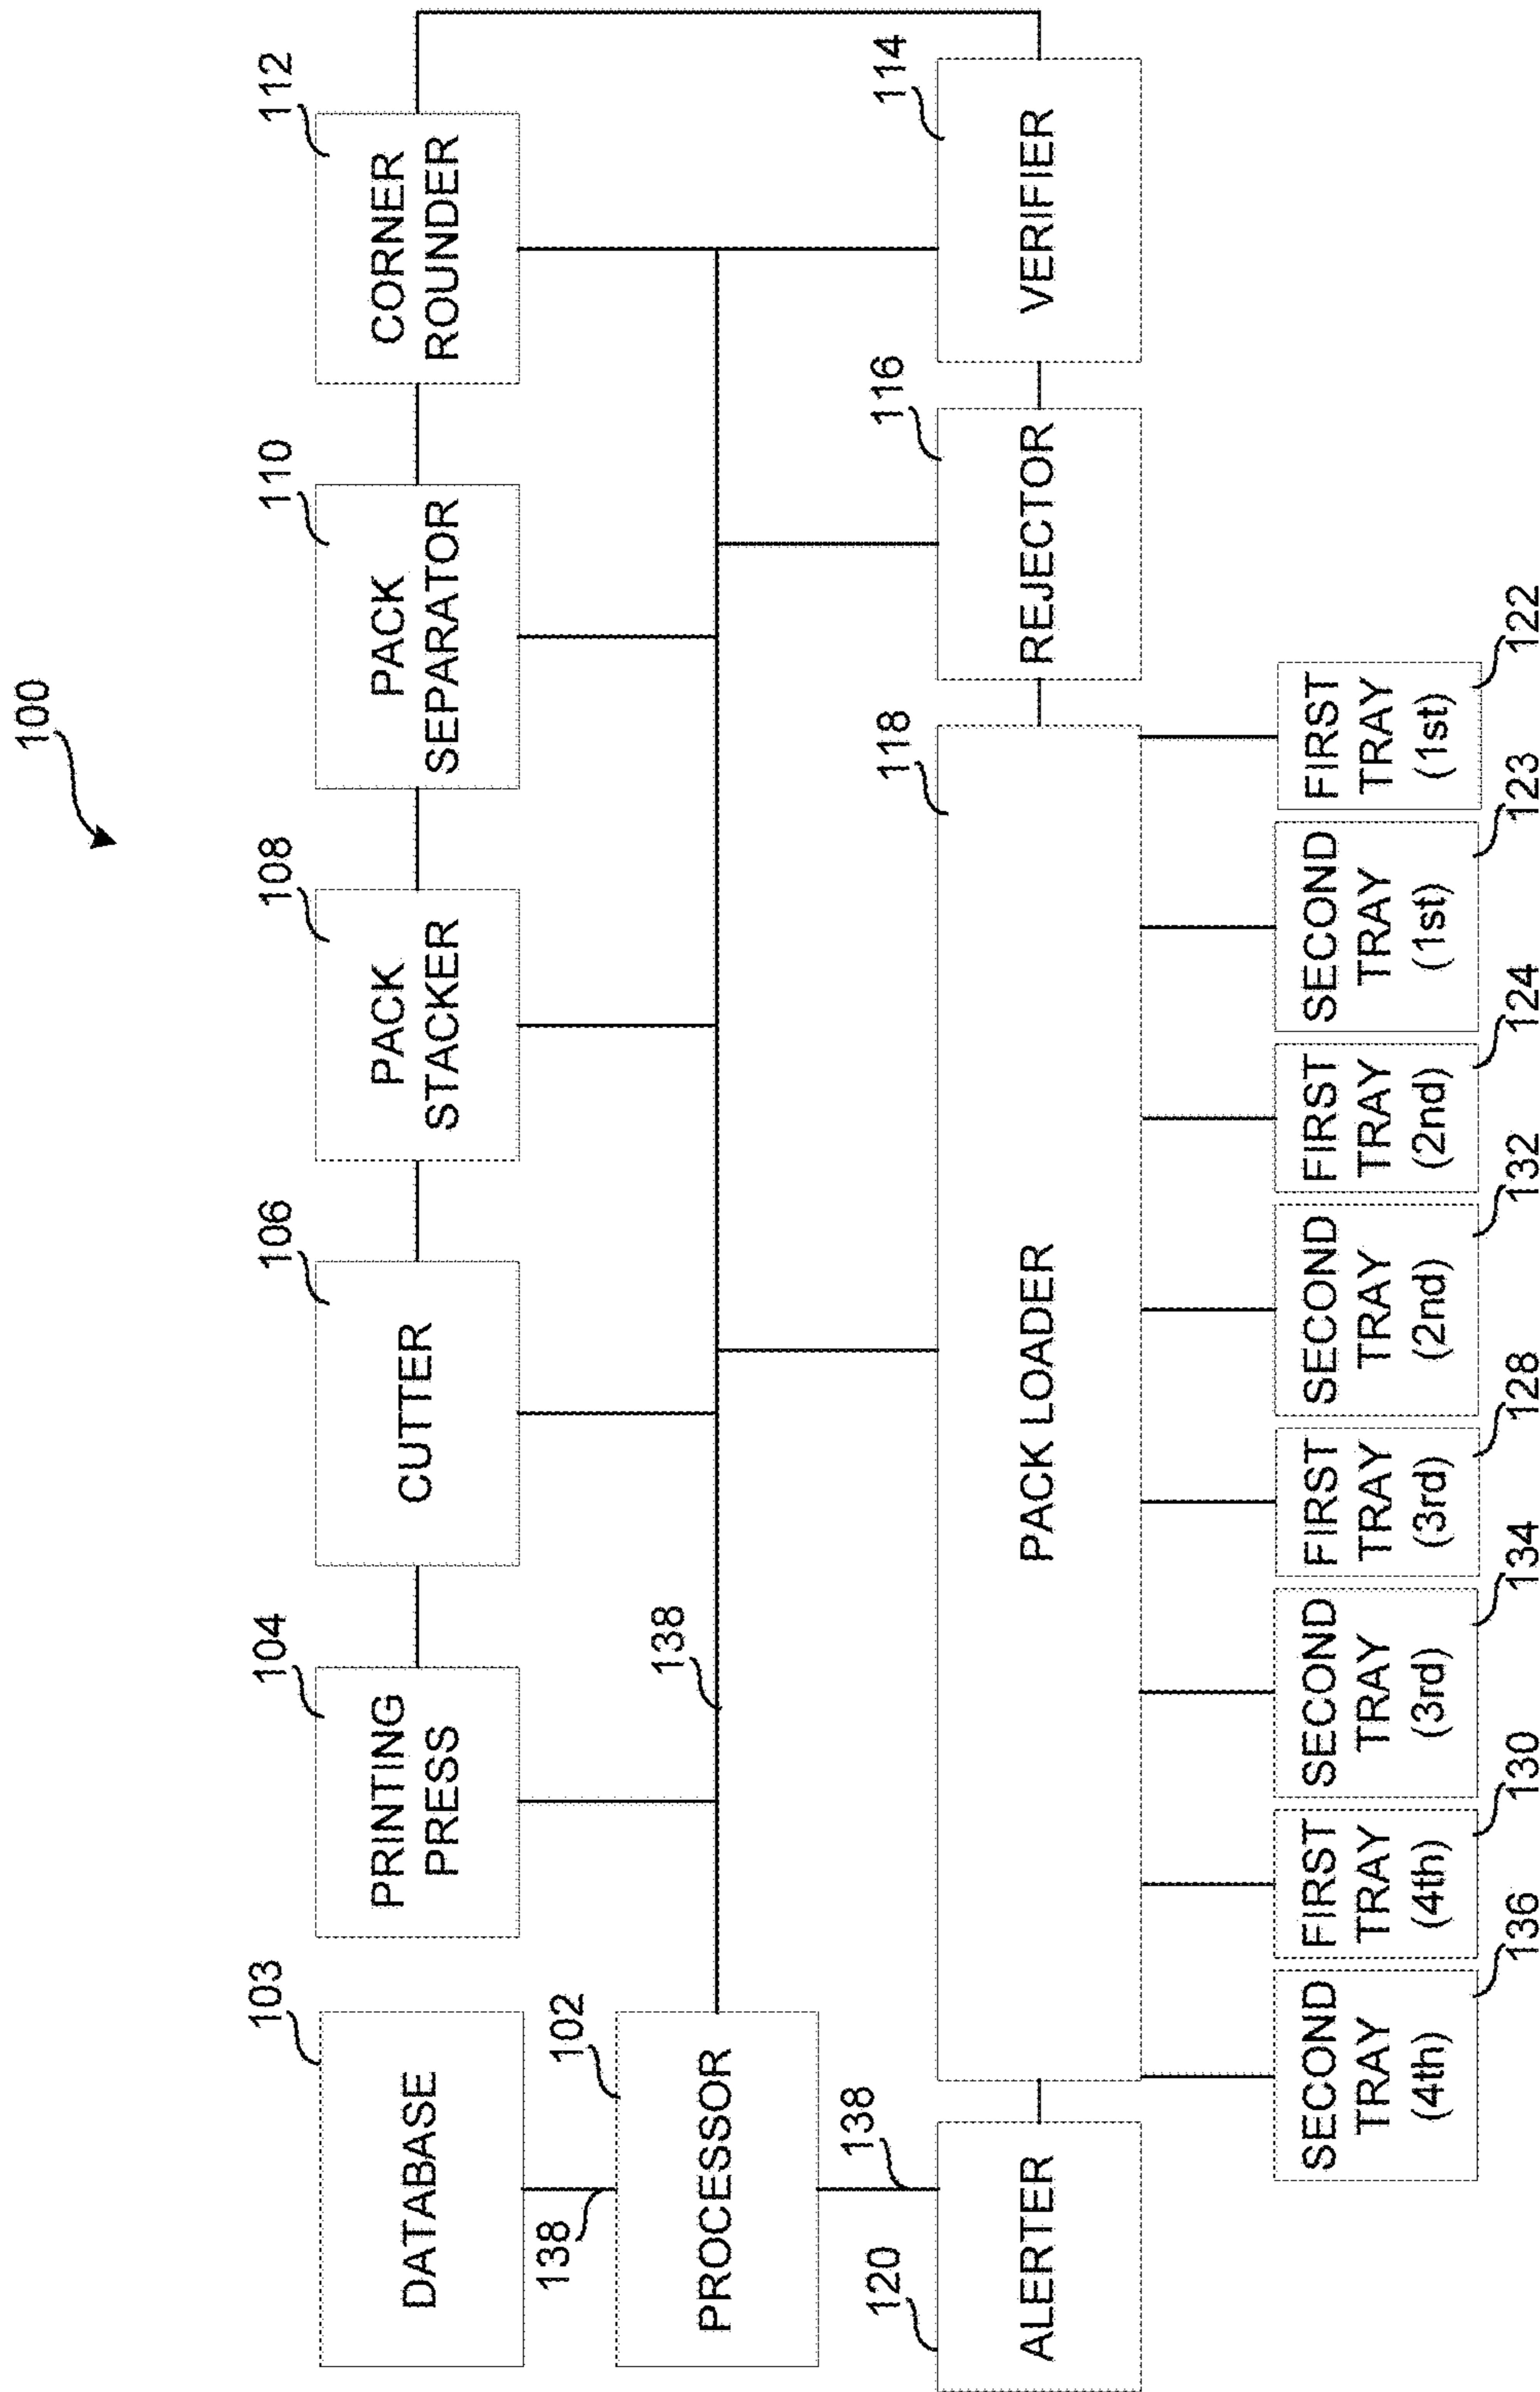 100
103
DATABASE
104
PRINTING
PRESS
106
CUTTER
108
PACK
STACKER
110
PACK
SEPARATOR
112
CORNER
ROUNDER
138
102
PROCESSOR
138
138
120
ALERTER
118
PACK LOADER
116
REJECTOR
114
VERIFIER
SECOND
TRAY
(4th)
136
FIRST
TRAY
(4th)
130
SECOND
TRAY
(3rd)
134
FIRST
TRAY
(3rd)
128
SECOND
TRAY
(2nd)
132
FIRST
TRAY
(2nd)
124
SECOND
TRAY
(1st)
123
FIRST
TRAY
(1st)
122